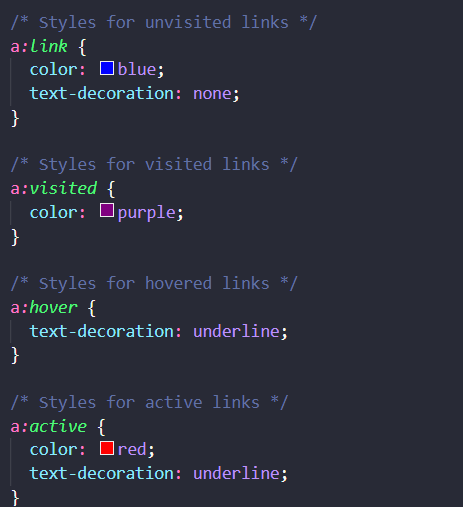 /* Styles for unvisited links */
a:link {
  color: blue;
  text-decoration: none;
}

/* Styles for visited links */
a:visited {
  color: purple;
}

/* Styles for hovered links */
a:hover {
  text-decoration: underline;
}

/* Styles for active links */
a:active {
  color: red;
  text-decoration: underline;
}